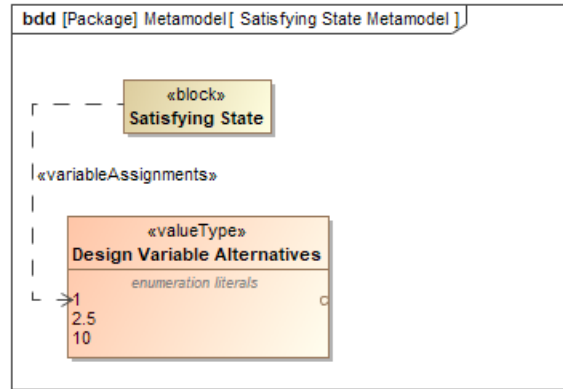 bdd [Package] Metamodel[ Satisfying State Metamodel ]
«block»
Satisfying State
«variableAssignments»
«valueType»
Design Variable Alternatives
enumeration literals
1
2.5
10